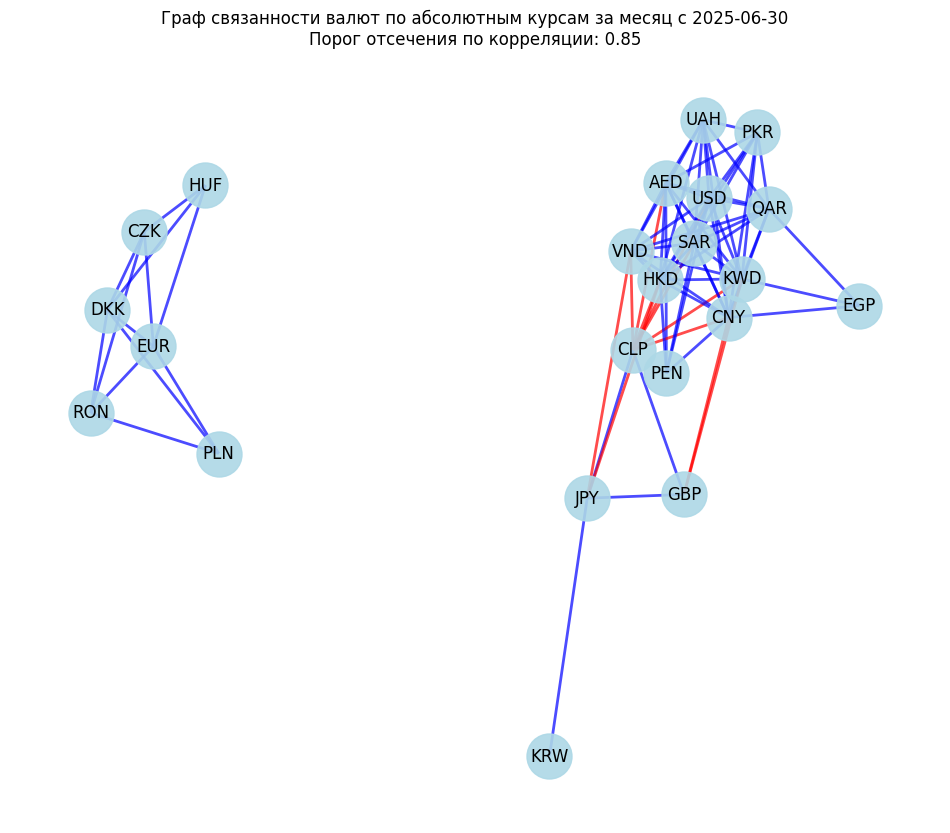 Граф связанности валют по абсолютным курсам за месяц с 2025-06-30
Порог отсечения по корреляции: 0.85
UAH
PKR
HUF
AED
USD
QAR
CZK
VND
SAR
HKD
KWD
DKK
EGP
CNY
EUR
CLP
PEN
RON
PLN
JPY
GBP
KRW